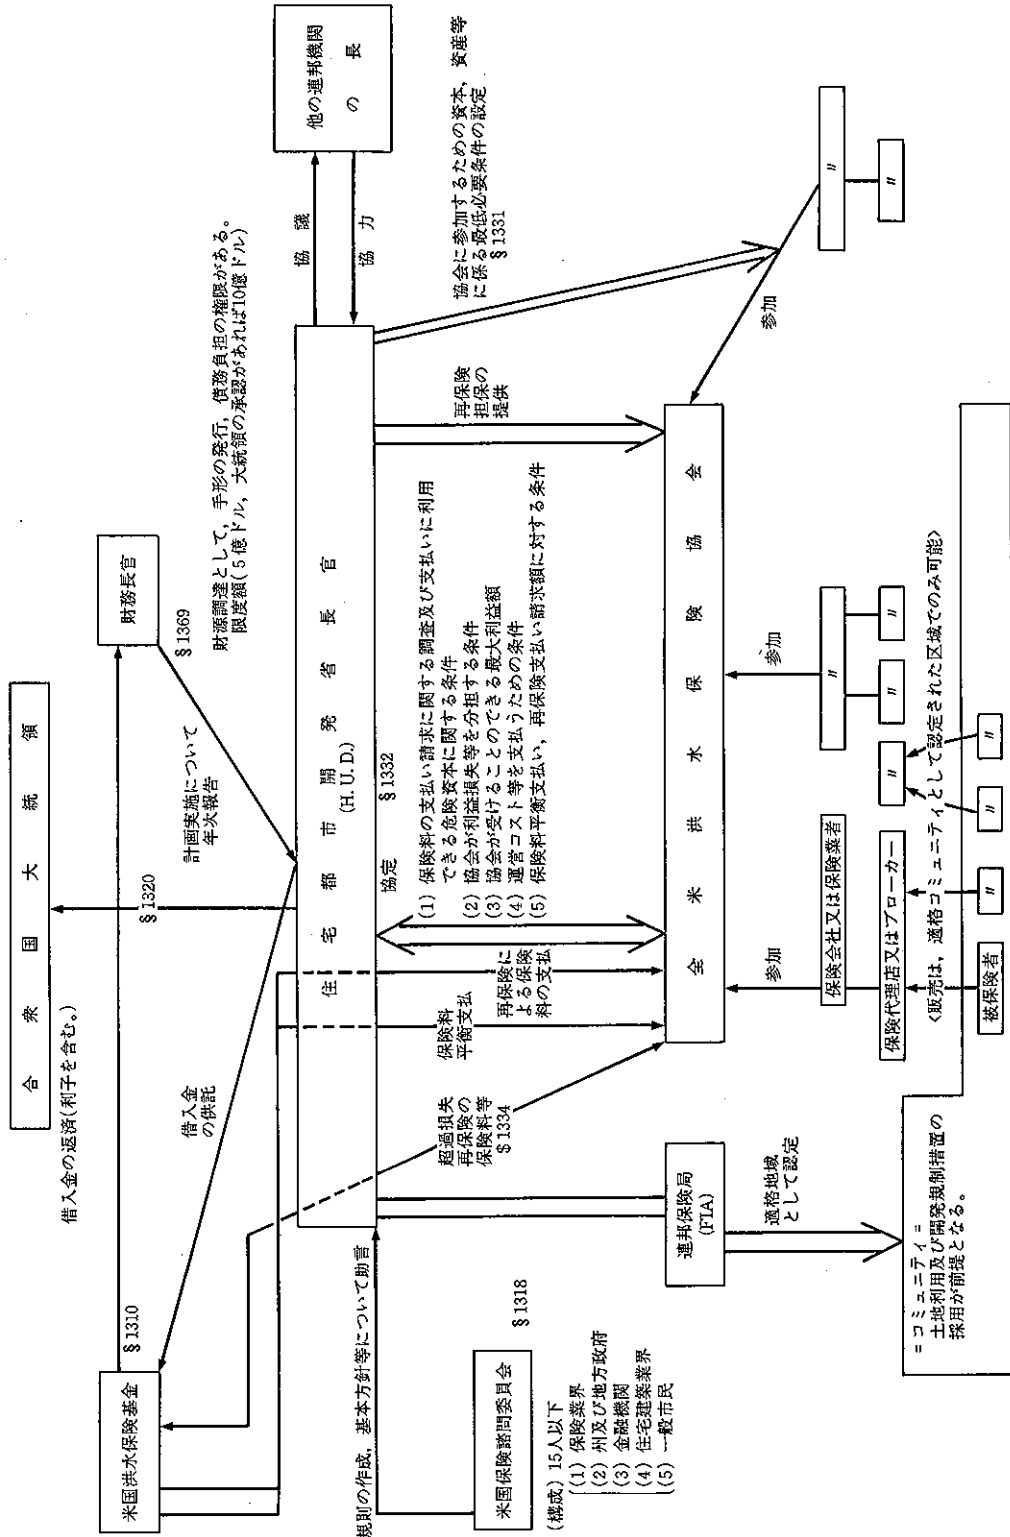 合衆国大統領
借入金の返済(利子を含む。)
§1320
計画実施について
年次報告
財務長官
§1369
財源調達として, 手形の発行, 債務負担の権限がある。
限度額(5億ドル, 大統領の承認があれば10億ドル)
米国洪水保険基金
§1310
借入金
の供託
住宅都市開発省長官
(H.U.D.)
協議
協力
他の連邦機関
の長
規則の作成, 基本方針等について助言
米国保険諮問委員会
§1318
(構成) 15人以下
(1) 保険業界
(2) 州及び地方政府
(3) 金融機関
(4) 住宅建築業界
(5) 一般市民
超過損失
再保険の
保険料等
§1334
保険料
平衡支払
再保険に
よる保険
料の支払
協定
§1332
(1) 保険料の支払い請求に関する調査及び支払いに利用
できる危険資本に関する条件
(2) 協会が利益損失等を分担する条件
(3) 協会が受けることのできる最大利益額
(4) 運営コスト等を支払うための条件
(5) 保険料平衡支払い, 再保険支払い請求額に対する条件
再保険
担保の
提供
協会に参加するための資本, 資産等
に係る最低必要条件の設定
§1331
連邦保険局
(FIA)
適格地域
として認定
全米洪水保険協会
参加
参加
参加
保険会社又は保険業者
〃
〃
保険代理店又はブローカー
〃
〃
〃
〃
<販売は, 適格コミュニティとして認定された区域でのみ可能>
被保険者
〃
〃
〃
=コミュニティ=
土地利用及び開発規制措置の
採用が前提となる。